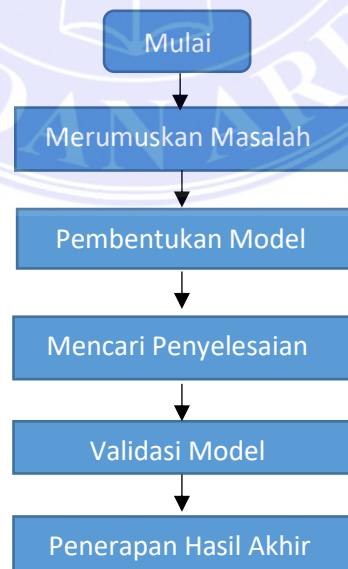 Mulai
Merumuskan Masalah
Pembentukan Model
Mencari Penyelesaian
Validasi Model
Penerapan Hasil Akhir